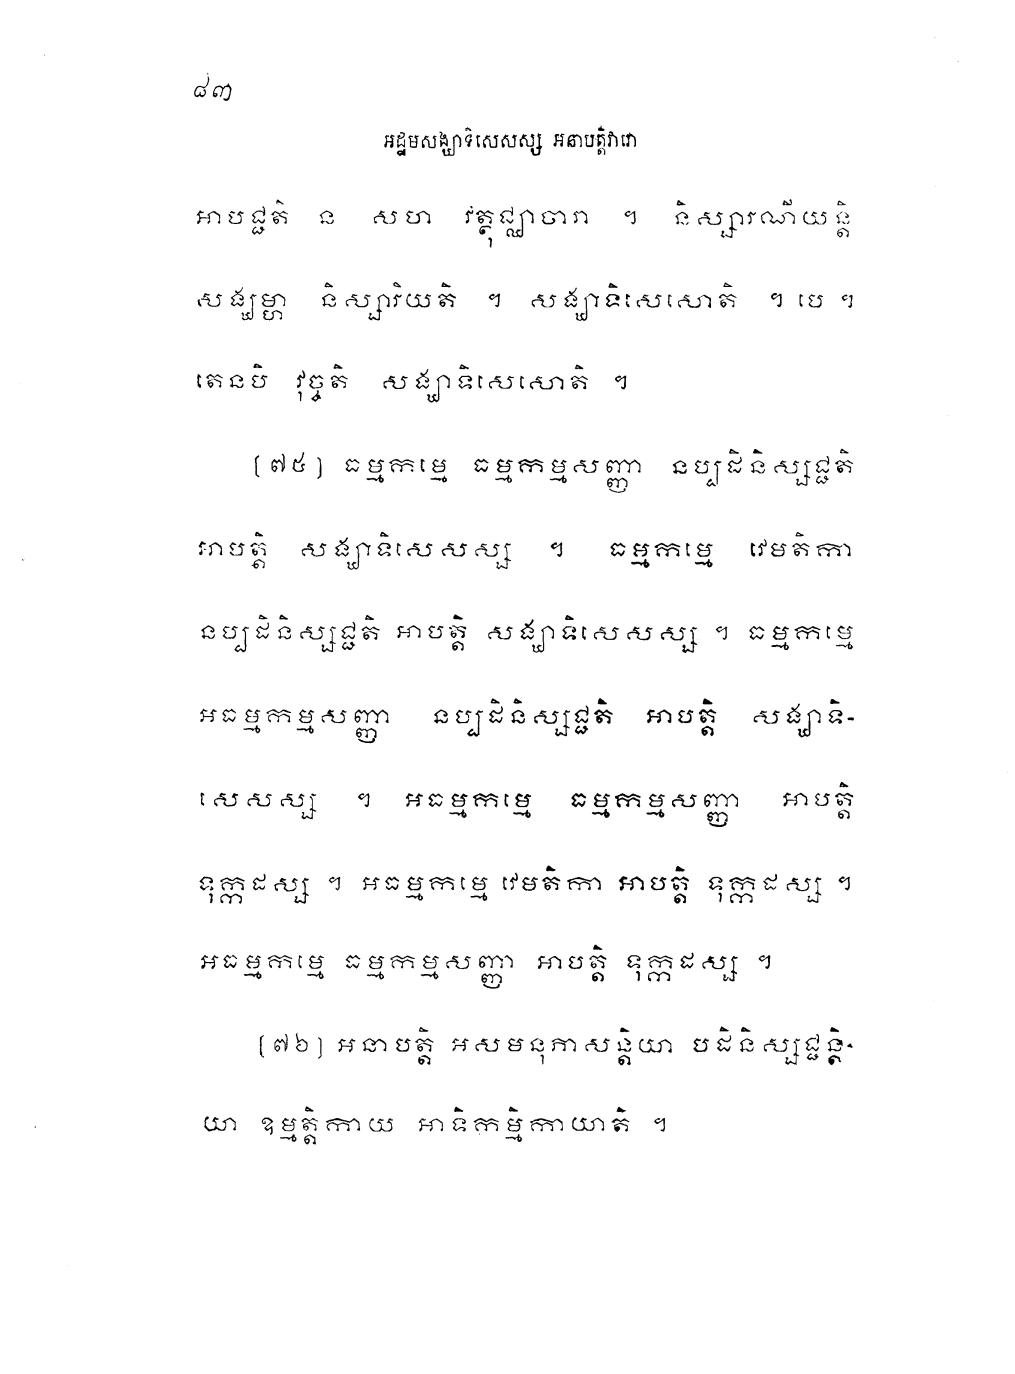 ៨៣
អដ្ឋមសង្ឃាទិសេសស្ស អនាបត្តិវារោ
អាបជ្ជតិ ន សហ វត្ថុជ្ឈាចារា ។ និស្សារណីយន្តិ
សង្ឃម្ហា និស្សារិយតិ ។ សង្ឃាទិសេសោតិ ។ បេ ។
តេនបិ វុច្ចតិ សង្ឃាទិសេសោតិ ។
(៧៥) ធម្មកម្មេ ធម្មកម្មសញ្ញា នប្បដិនិស្សជ្ជតិ
អាបត្តិ សង្ឃាទិសេសស្ស ។ ធម្មកម្មេ វេមតិកា
នប្បដិនិស្សជ្ជតិ អាបត្តិ សង្ឃាទិសេសស្ស ។ ធម្មកម្មេ
អធម្មកម្មសញ្ញា នប្បដិនិស្សជ្ជតិ អាបត្តិ សង្ឃាទិ-
សេសស្ស ។ អធម្មកម្មេ ធម្មកម្មសញ្ញា អាបត្តិ
ទុក្កដស្ស ។ អធម្មកម្មេ វេមតិកា អាបត្តិ ទុក្កដស្ស ។
អធម្មកម្មេ ធម្មកម្មសញ្ញា អាបត្តិ ទុក្កដស្ស ។
(៧៦) អនាបត្តិ អសមនុភាសន្តិយា បដិនិស្សជ្ជន្តិ-
យា ឧម្មត្តិកាយ អាទិកម្មិកាយាតិ ។